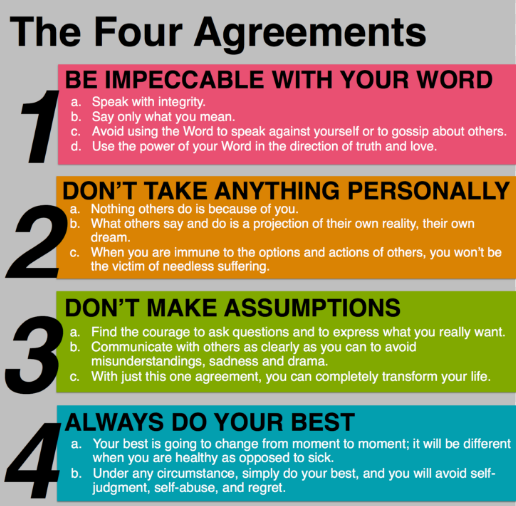 The Four Agreements
1
BE IMPECCABLE WITH YOUR WORD
a. Speak with integrity.
b. Say only what you mean.
c. Avoid using the Word to speak against yourself or to gossip about others.
d. Use the power of your Word in the direction of truth and love.
2
DON'T TAKE ANYTHING PERSONALLY
a. Nothing others do is because of you.
b. What others say and do is a projection of their own reality, their own
dream.
c. When you are immune to the options and actions of others, you won't be
the victim of needless suffering.
3
DON'T MAKE ASSUMPTIONS
a. Find the courage to ask questions and to express what you really want.
b. Communicate with others as clearly as you can to avoid
misunderstandings, sadness and drama.
c. With just this one agreement, you can completely transform your life.
4
ALWAYS DO YOUR BEST
a. Your best is going to change from moment to moment; it will be different
when you are healthy as opposed to sick.
b. Under any circumstance, simply do your best, and you will avoid self-
judgment, self-abuse, and regret.